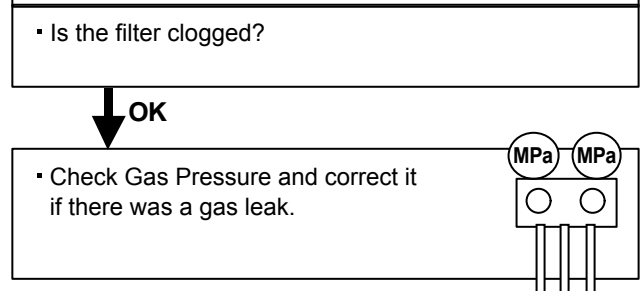 ▪ Is the filter clogged?
OK
MPa MPa
▪ Check Gas Pressure and correct it
if there was a gas leak.